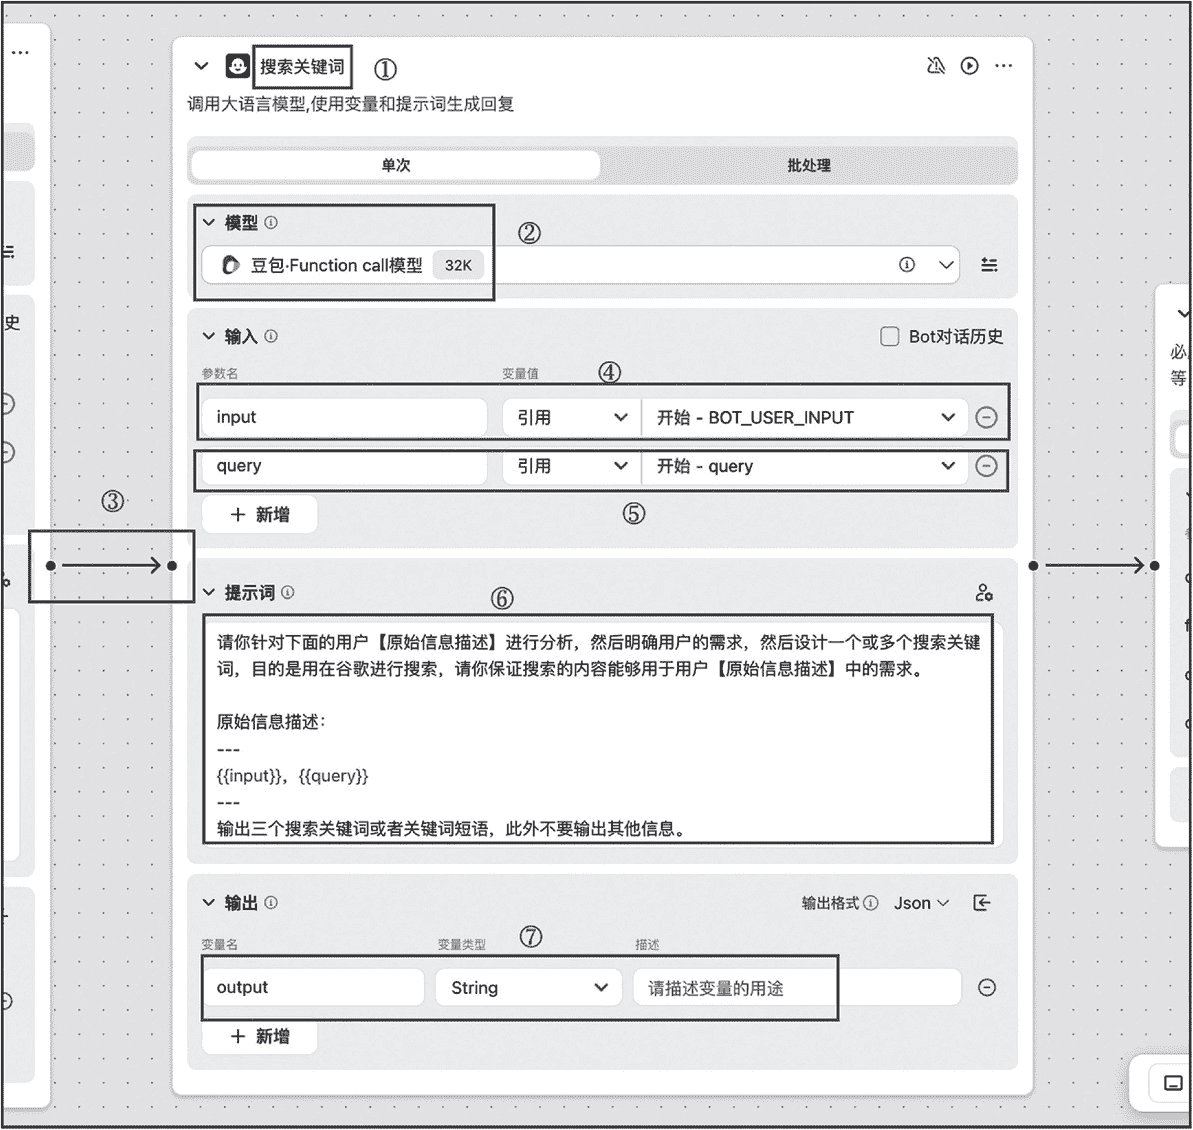 搜索关键词 ①
调用大语言模型,使用变量和提示词生成回复
单次 批处理
模型 ②
豆包·Function call模型 32K
输入 Bot对话历史
参数名 变量值 ④
input 引用 开始 - BOT_USER_INPUT
query 引用 开始 - query
③
+ 新增 ⑤
提示词 ⑥
请你针对下面的用户【原始信息描述】进行分析，然后明确用户的需求，然后设计一个或多个搜索关键
词，目的是用在谷歌进行搜索，请你保证搜索的内容能够用于用户【原始信息描述】中的需求。
原始信息描述：
---
{{input}}，{{query}}
---
输出三个搜索关键词或者关键词短语，此外不要输出其他信息。
输出 输出格式 Json
变量名 变量类型 ⑦ 描述
output String 请描述变量的用途
+ 新增
史
必
等